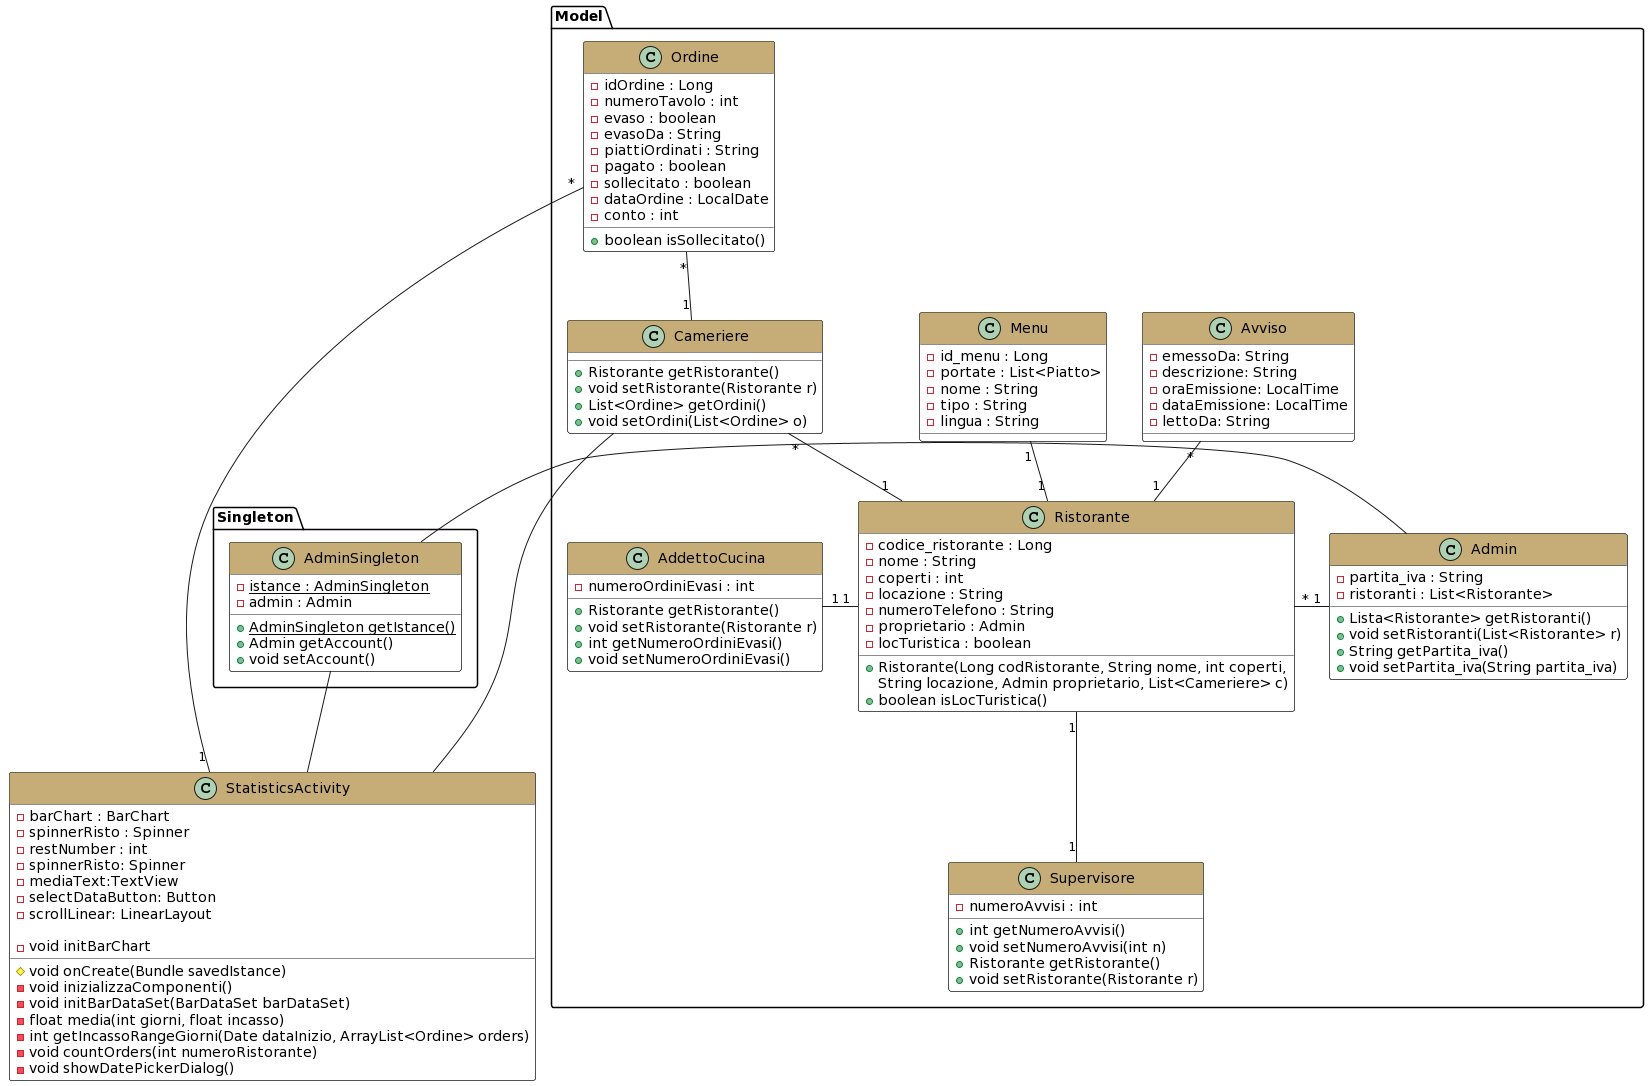 Model
C Ordine
idOrdine : Long
numeroTavolo : int
evaso : boolean
evasoDa : String
piattiOrdinati : String
pagato : boolean
sollecitato : boolean
dataOrdine : LocalDate
conto : int
boolean isSollecitato()
*
*
1
C Cameriere
Ristorante getRistorante()
void setRistorante(Ristorante r)
List<Ordine> getOrdini()
void setOrdini(List<Ordine> o)
C Menu
id_menu : Long
portate : List<Piatto>
nome : String
tipo : String
lingua : String
C Avviso
emessoDa: String
descrizione: String
oraEmissione: LocalTime
dataEmissione: LocalTime
lettoDa: String
*
1
1
1
*
1
Singleton
C AdminSingleton
istance : AdminSingleton
admin : Admin
AdminSingleton getIstance()
Admin getAccount()
void setAccount()
C AddettoCucina
numeroOrdiniEvasi : int
Ristorante getRistorante()
void setRistorante(Ristorante r)
int getNumeroOrdiniEvasi()
void setNumeroOrdiniEvasi()
1 1
C Ristorante
codice_ristorante : Long
nome : String
coperti : int
locazione : String
numeroTelefono : String
proprietario : Admin
locTuristica : boolean
Ristorante(Long codRistorante, String nome, int coperti,
String locazione, Admin proprietario, List<Cameriere> c)
boolean isLocTuristica()
* 1
C Admin
partita_iva : String
ristoranti : List<Ristorante>
Lista<Ristorante> getRistoranti()
void setRistoranti(List<Ristorante> r)
String getPartita_iva()
void setPartita_iva(String partita_iva)
1
1
1
C StatisticsActivity
barChart : BarChart
spinnerRisto : Spinner
restNumber : int
spinnerRisto: Spinner
mediaText:TextView
selectDataButton: Button
scrollLinear: LinearLayout
void initBarChart
void onCreate(Bundle savedIstance)
void inizializzaComponenti()
void initBarDataSet(BarDataSet barDataSet)
float media(int giorni, float incasso)
int getIncassoRangeGiorni(Date dataInizio, ArrayList<Ordine> orders)
void countOrders(int numeroRistorante)
void showDatePickerDialog()
C Supervisore
numeroAvvisi : int
int getNumeroAvvisi()
void setNumeroAvvisi(int n)
Ristorante getRistorante()
void setRistorante(Ristorante r)